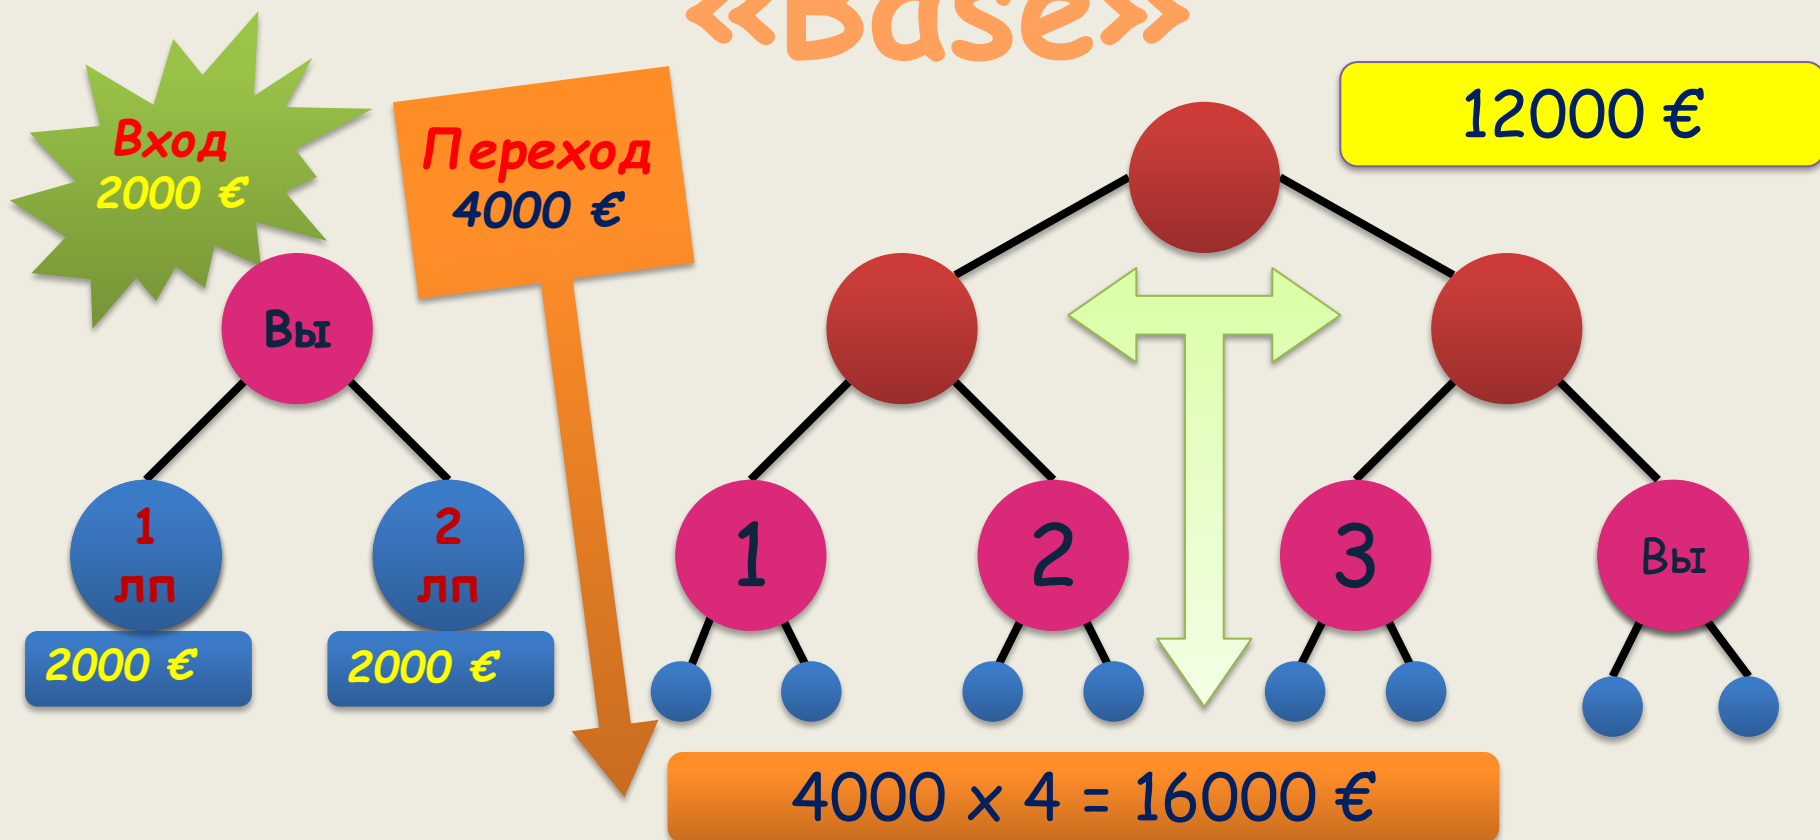 «Base»
12000 €
Вход
2000 €
Переход
4000 €
Вы
1
лп
2
лп
2000 €
2000 €
1
2
3
Вы
4000 х 4 = 16000 €